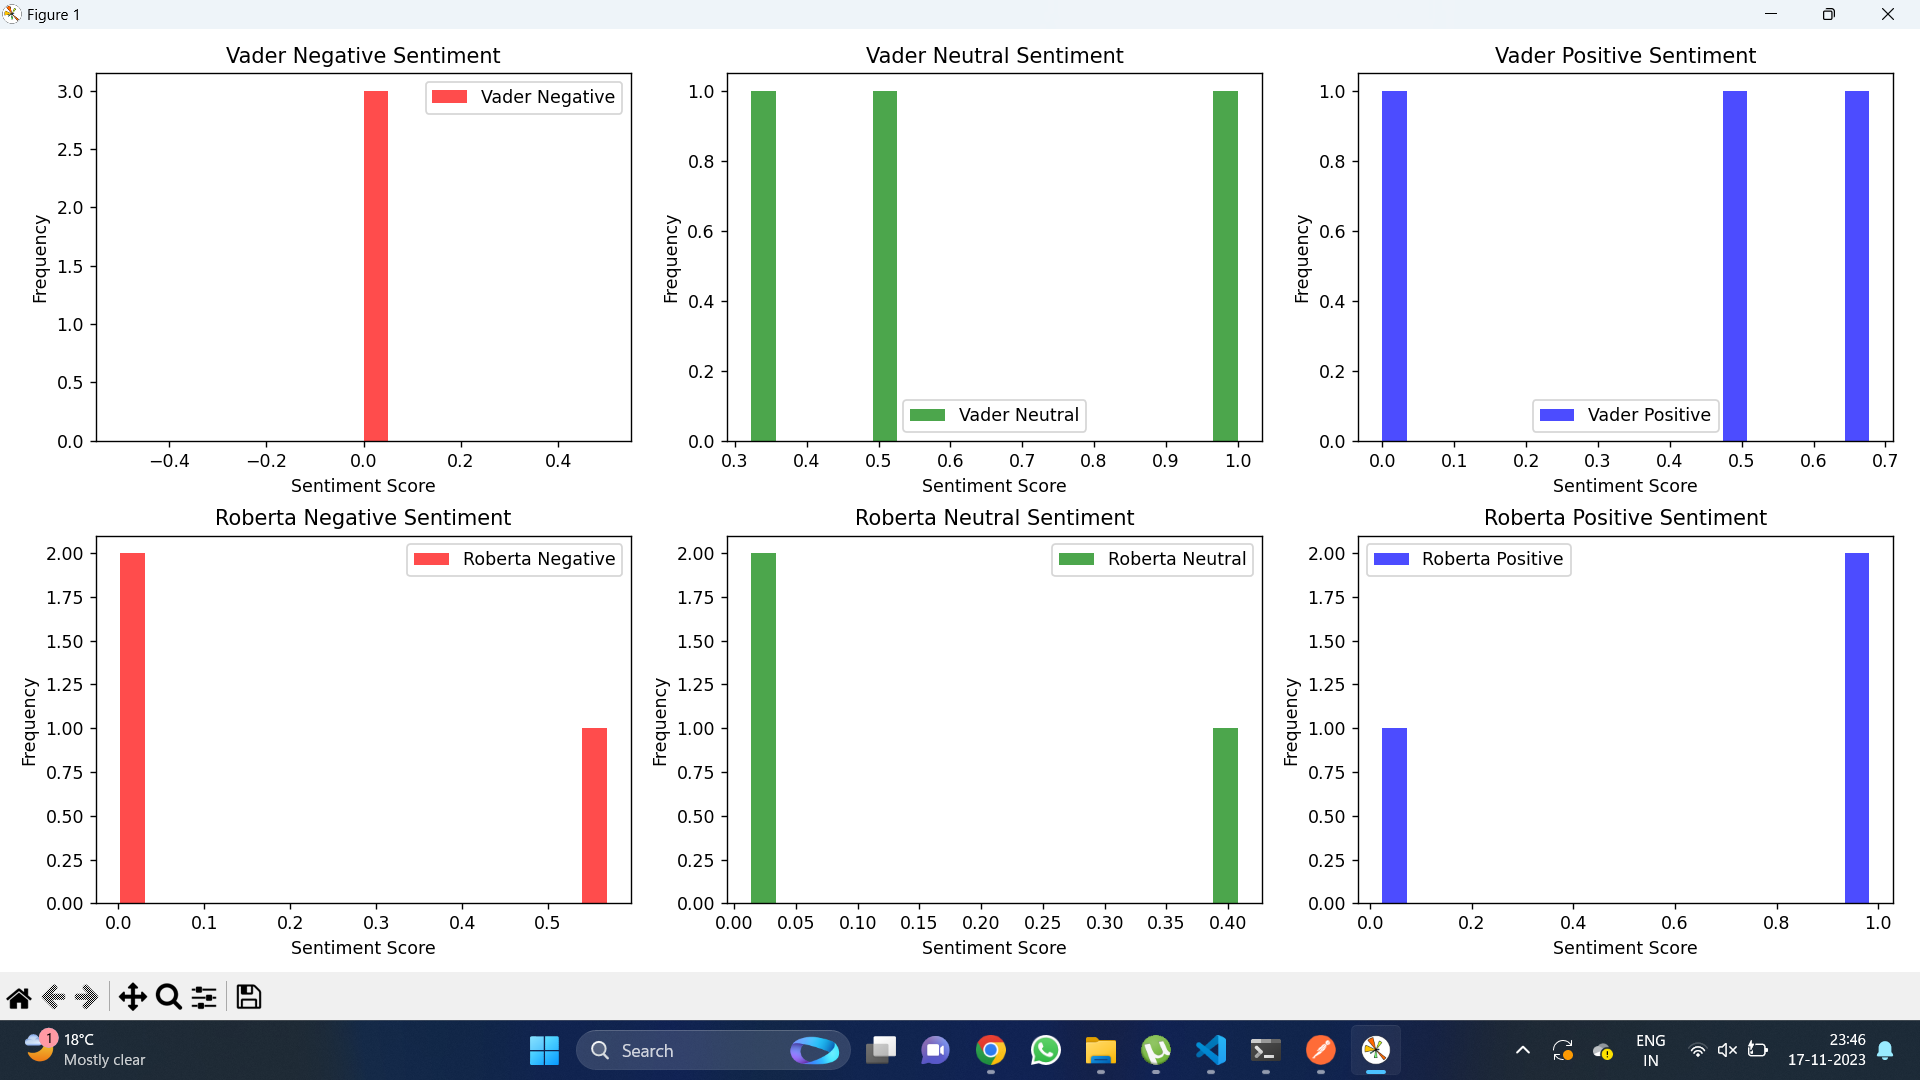 Figure 1
Vader Negative Sentiment
Vader Negative
3.0
2.5
2.0
1.5
1.0
0.5
0.0
Frequency
−0.4 −0.2 0.0 0.2 0.4
Sentiment Score
Vader Neutral Sentiment
1.0
0.8
0.6
0.4
0.2
0.0
Frequency
Vader Neutral
0.3 0.4 0.5 0.6 0.7 0.8 0.9 1.0
Sentiment Score
Vader Positive Sentiment
1.0
0.8
0.6
0.4
0.2
0.0
Frequency
Vader Positive
0.0 0.1 0.2 0.3 0.4 0.5 0.6 0.7
Sentiment Score
Roberta Negative Sentiment
Roberta Negative
2.00
1.75
1.50
1.25
1.00
0.75
0.50
0.25
0.00
Frequency
0.0 0.1 0.2 0.3 0.4 0.5
Sentiment Score
Roberta Neutral Sentiment
Roberta Neutral
2.00
1.75
1.50
1.25
1.00
0.75
0.50
0.25
0.00
Frequency
0.00 0.05 0.10 0.15 0.20 0.25 0.30 0.35 0.40
Sentiment Score
Roberta Positive Sentiment
Roberta Positive
2.00
1.75
1.50
1.25
1.00
0.75
0.50
0.25
0.00
Frequency
0.0 0.2 0.4 0.6 0.8 1.0
Sentiment Score
1
18°C
Mostly clear
Search
ENG
IN
23:46
17-11-2023